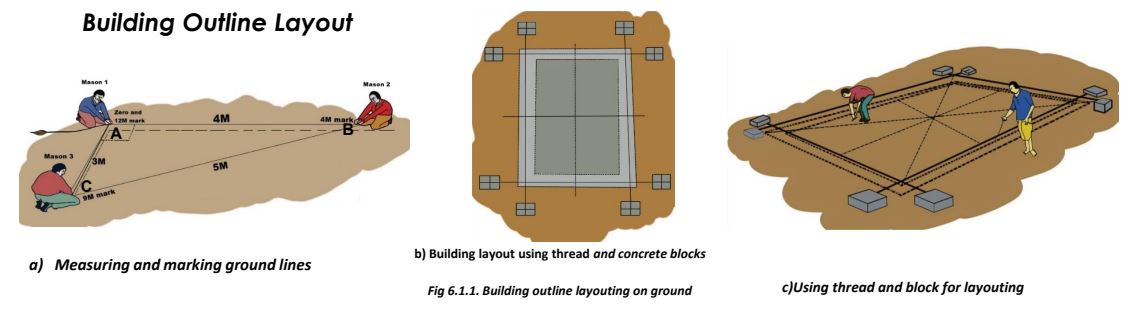 Building Outline Layout
Mason 1
Mason 2
Zero and
12M mark
4M
4M mark
A
B
Mason 3
3M
5M
C
9M mark
a) Measuring and marking ground lines
b) Building layout using thread and concrete blocks
Fig 6.1.1. Building outline layouting on ground
c)Using thread and block for layouting